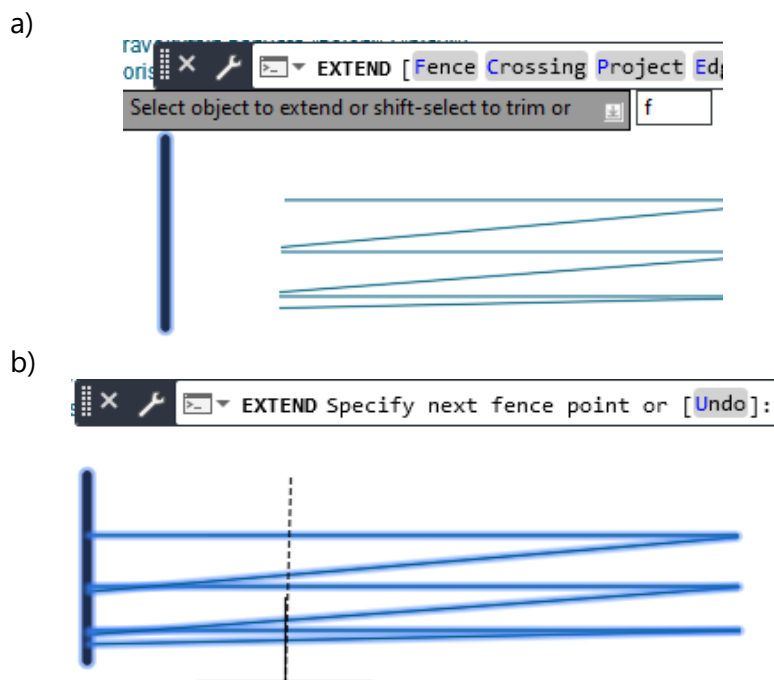 a)
EXTEND [Fence Crossing Project Ed
Select object to extend or shift-select to trim or f
b)
EXTEND Specify next fence point or [Undo]: